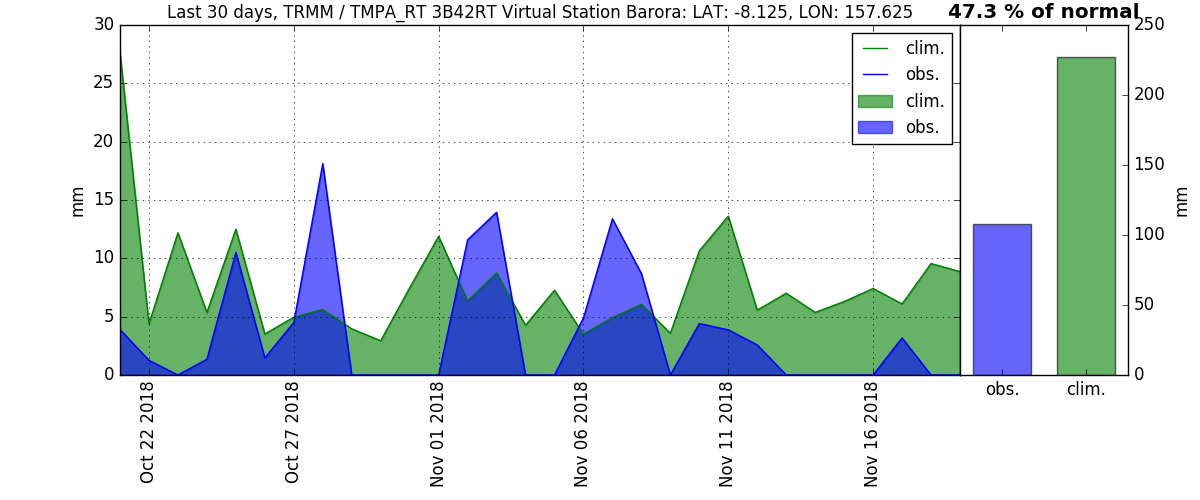 Last 30 days, TRMM / TMPA_RT 3B42RT Virtual Station Barora: LAT: -8.125, LON: 157.625
47.3 % of normal
30
25
20
15
10
5
0
mm
clim.
obs.
clim.
obs.
Oct 22 2018
Oct 27 2018
Nov 01 2018
Nov 06 2018
Nov 11 2018
Nov 16 2018
250
200
150
100
50
0
mm
obs.
clim.